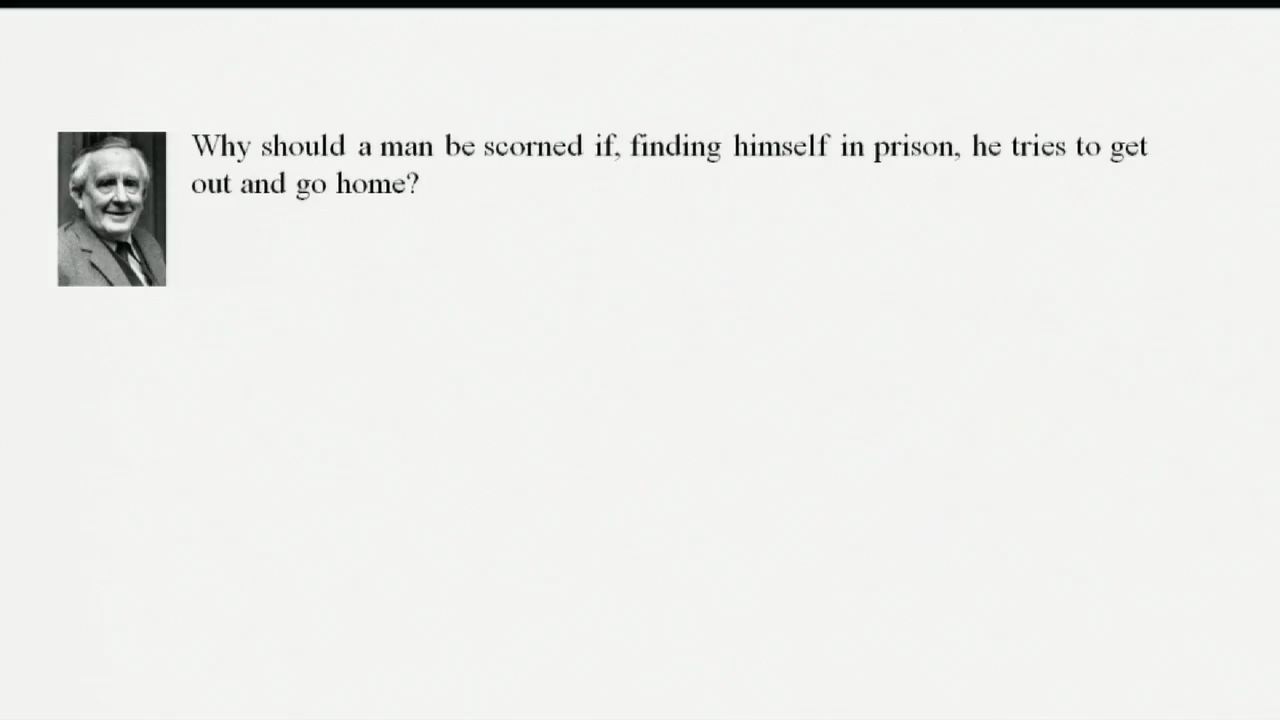 Why should a man be scorned if, finding himself in prison, he tries to get
out and go home?